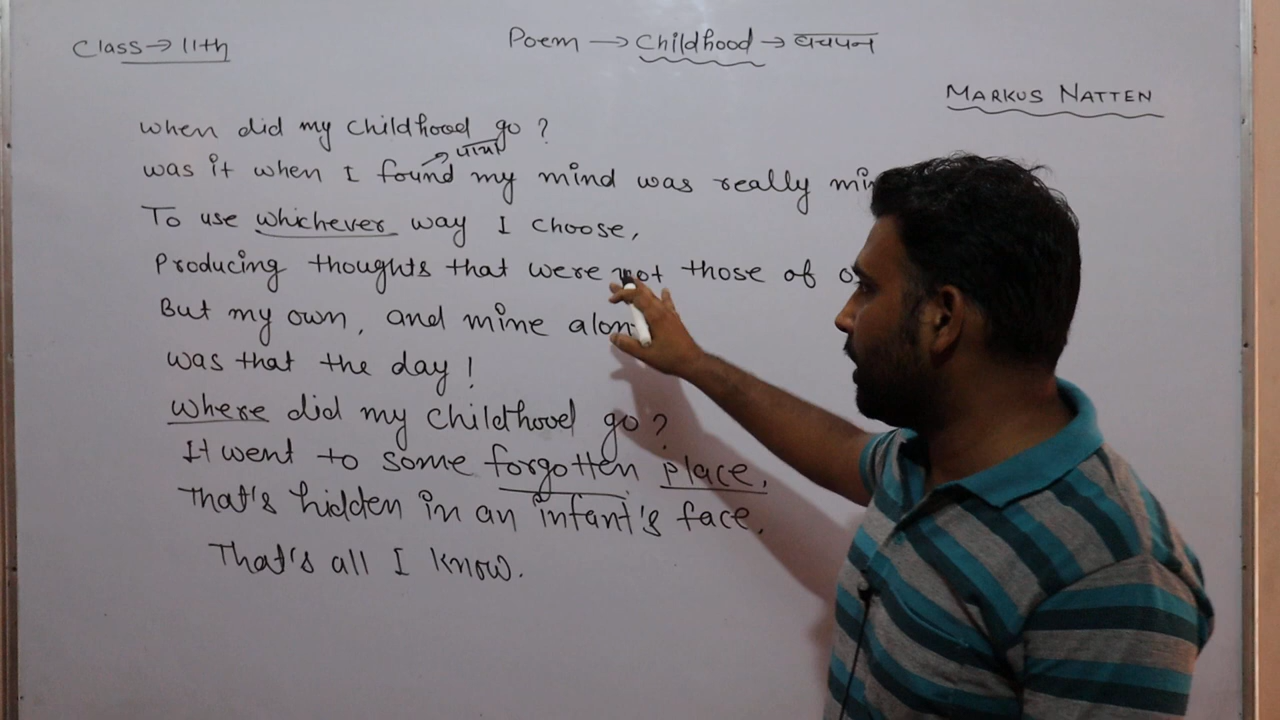 Class→11th
Poem → Childhood → बचपन
MARKUS NATTEN
When did my childhood go ?
पाया
was it when I found my mind was really
To use whichever way I choose,
Producing thoughts that were not those of
But my own, and mine
was that the day !
where did my childhood go ?
It went to some forgotten place,
That's hidden in an infant's face,
That's all I know.